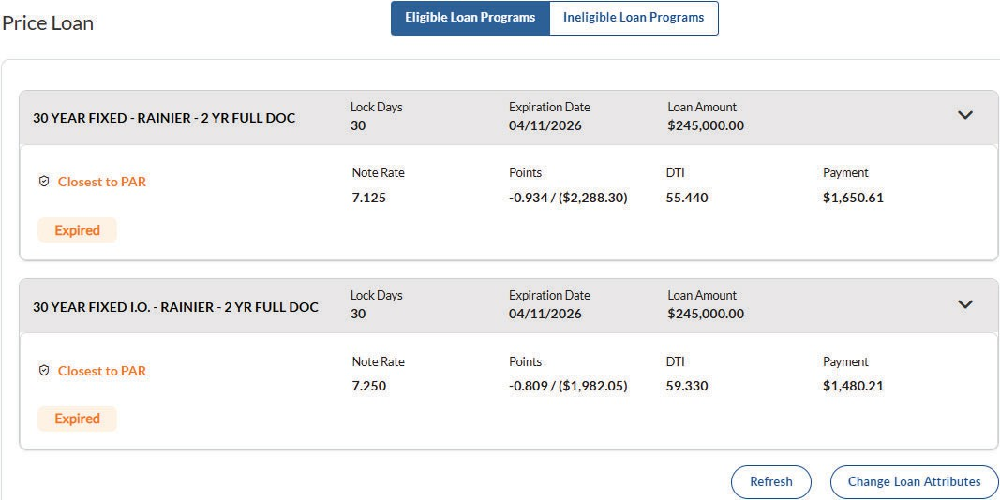 Price Loan
Eligible Loan Programs
Ineligible Loan Programs
30 YEAR FIXED - RAINIER - 2 YR FULL DOC
Lock Days
30
Expiration Date
04/11/2026
Loan Amount
$245,000.00
Closest to PAR
Expired
Note Rate
7.125
Points
-0.934 / ($2,288.30)
DTI
55.440
Payment
$1,650.61
30 YEAR FIXED I.O. - RAINIER - 2 YR FULL DOC
Lock Days
30
Expiration Date
04/11/2026
Loan Amount
$245,000.00
Closest to PAR
Expired
Note Rate
7.250
Points
-0.809 / ($1,982.05)
DTI
59.330
Payment
$1,480.21
Refresh
Change Loan Attributes